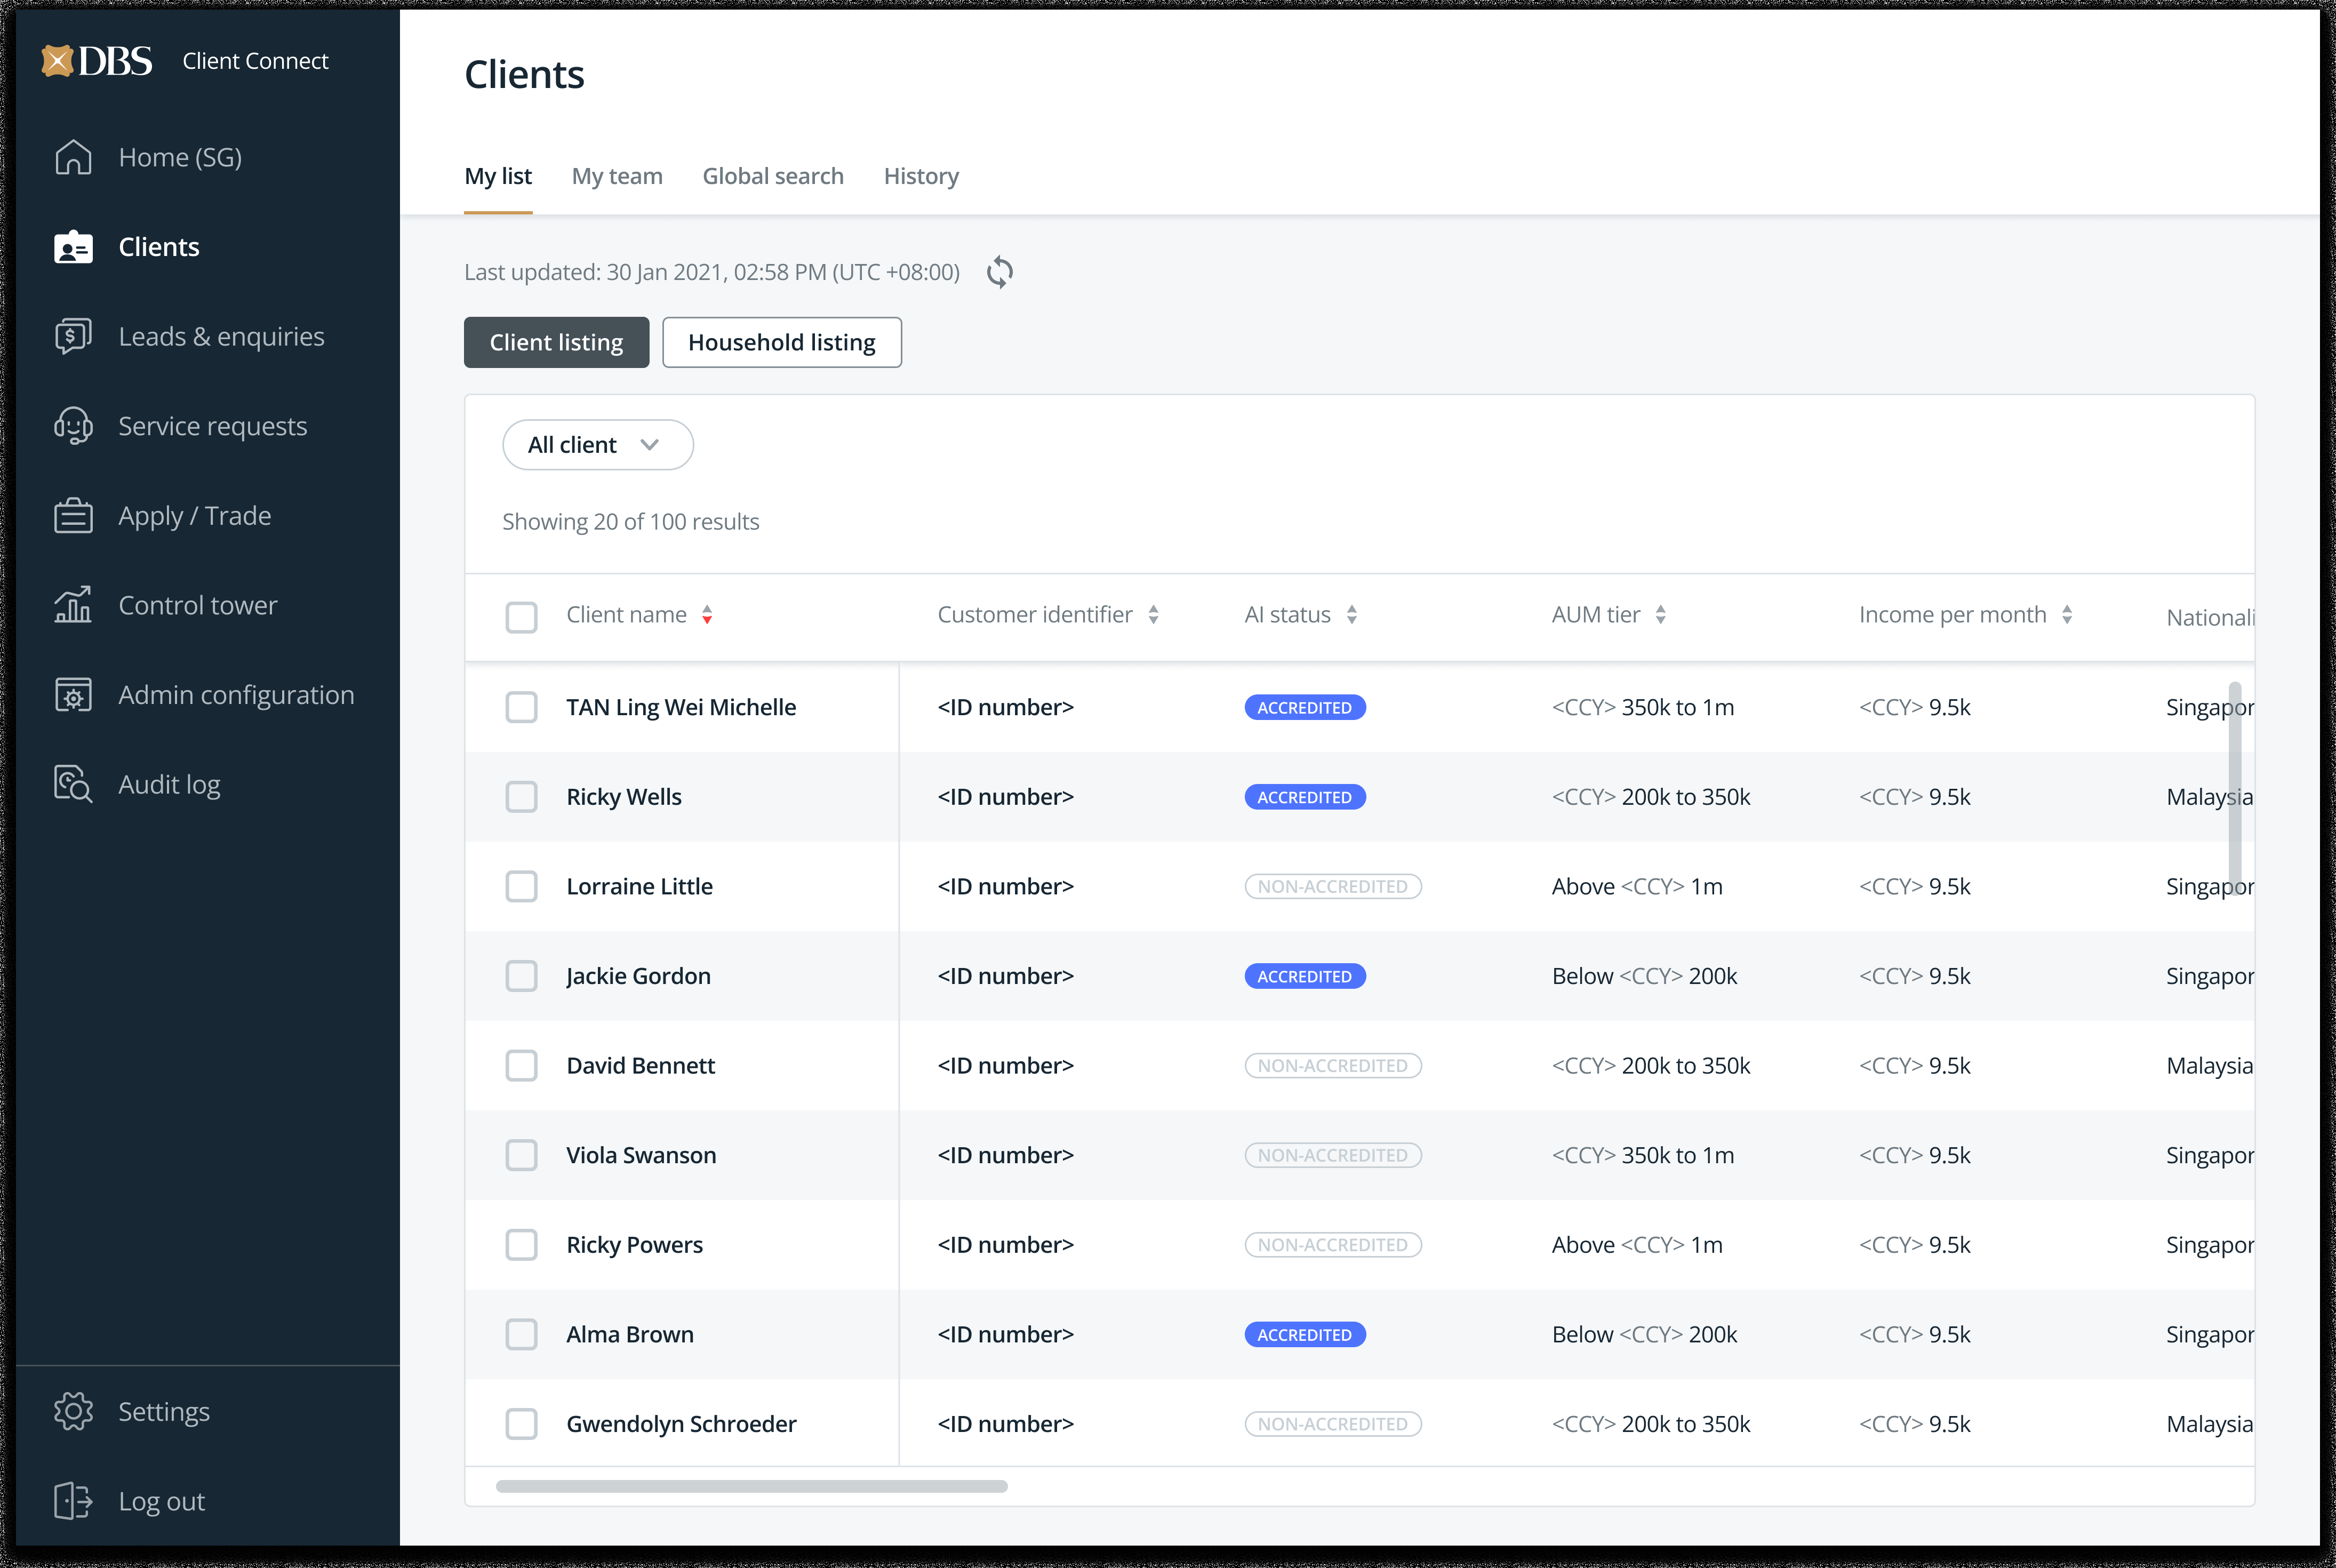 DBS Client Connect
Home (SG)
Clients
Leads & enquiries
Service requests
Apply / Trade
Control tower
Admin configuration
Audit log
Settings
Log out
Clients
My list My team Global search History
Last updated: 30 Jan 2021, 02:58 PM (UTC +08:00)
Client listing Household listing
All client
Showing 20 of 100 results
Client name Customer identifier AI status AUM tier Income per month Nationali
TAN Ling Wei Michelle <ID number> ACCREDITED <CCY> 350k to 1m <CCY> 9.5k Singapor
Ricky Wells <ID number> ACCREDITED <CCY> 200k to 350k <CCY> 9.5k Malaysia
Lorraine Little <ID number> NON-ACCREDITED Above <CCY> 1m <CCY> 9.5k Singapor
Jackie Gordon <ID number> ACCREDITED Below <CCY> 200k <CCY> 9.5k Singapor
David Bennett <ID number> NON-ACCREDITED <CCY> 200k to 350k <CCY> 9.5k Malaysia
Viola Swanson <ID number> NON-ACCREDITED <CCY> 350k to 1m <CCY> 9.5k Singapor
Ricky Powers <ID number> NON-ACCREDITED Above <CCY> 1m <CCY> 9.5k Singapor
Alma Brown <ID number> ACCREDITED Below <CCY> 200k <CCY> 9.5k Singapor
Gwendolyn Schroeder <ID number> NON-ACCREDITED <CCY> 200k to 350k <CCY> 9.5k Malaysia